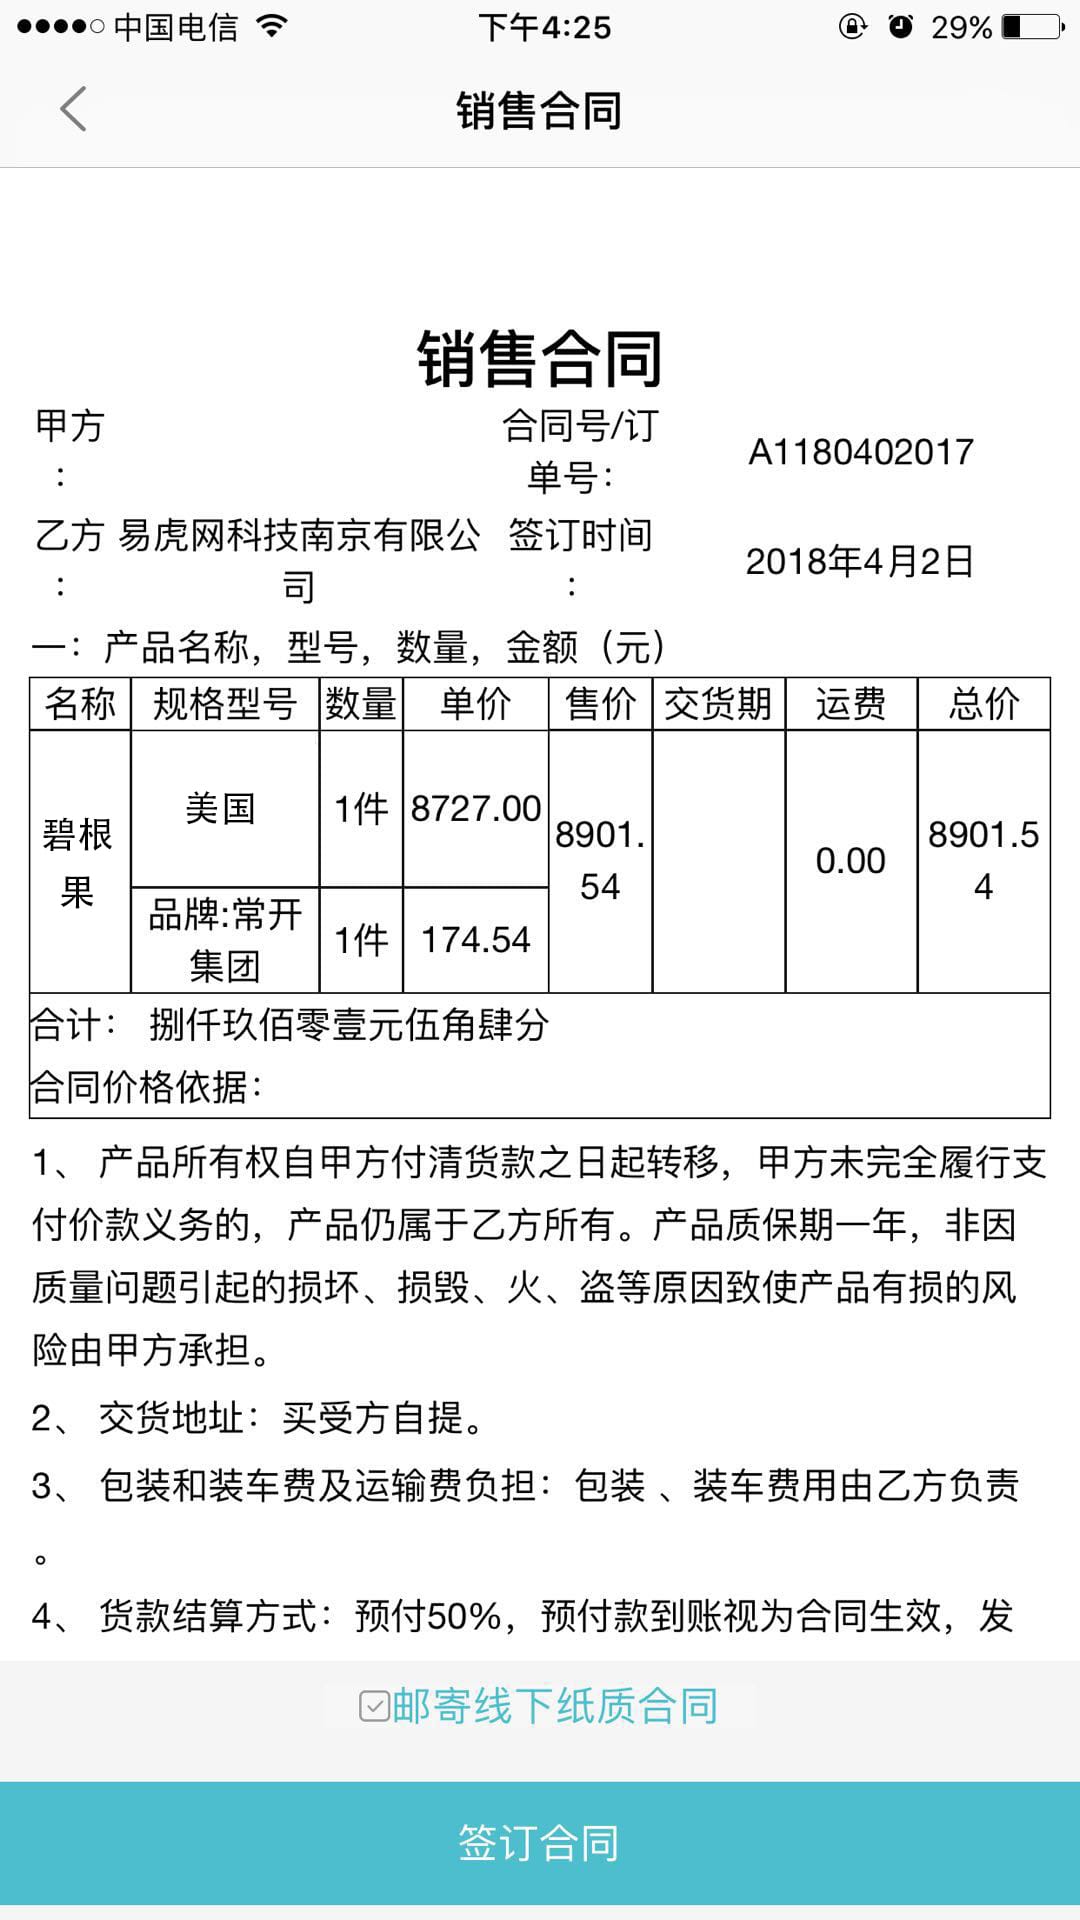 中国电信 下午4:25 29%
销售合同
销售合同
甲方
：
合同号/订
单号：
A1180402017
乙方
：
易虎网科技南京有限公
司
签订时间
：
2018年4月2日
一：产品名称，型号，数量，金额（元）
名称 规格型号 数量 单价 售价 交货期 运费 总价
碧根
果
美国 1件 8727.00
品牌:常开
集团
1件 174.54
8901.
54
0.00
8901.5
4
合计： 捌仟玖佰零壹元伍角肆分
合同价格依据：
1、 产品所有权自甲方付清货款之日起转移，甲方未完全履行支
付价款义务的，产品仍属于乙方所有。产品质保期一年，非因
质量问题引起的损坏、损毁、火、盗等原因致使产品有损的风
险由甲方承担。
2、 交货地址：买受方自提。
3、 包装和装车费及运输费负担：包装 、装车费用由乙方负责
。
4、 货款结算方式：预付50%，预付款到账视为合同生效，发
邮寄线下纸质合同
签订合同